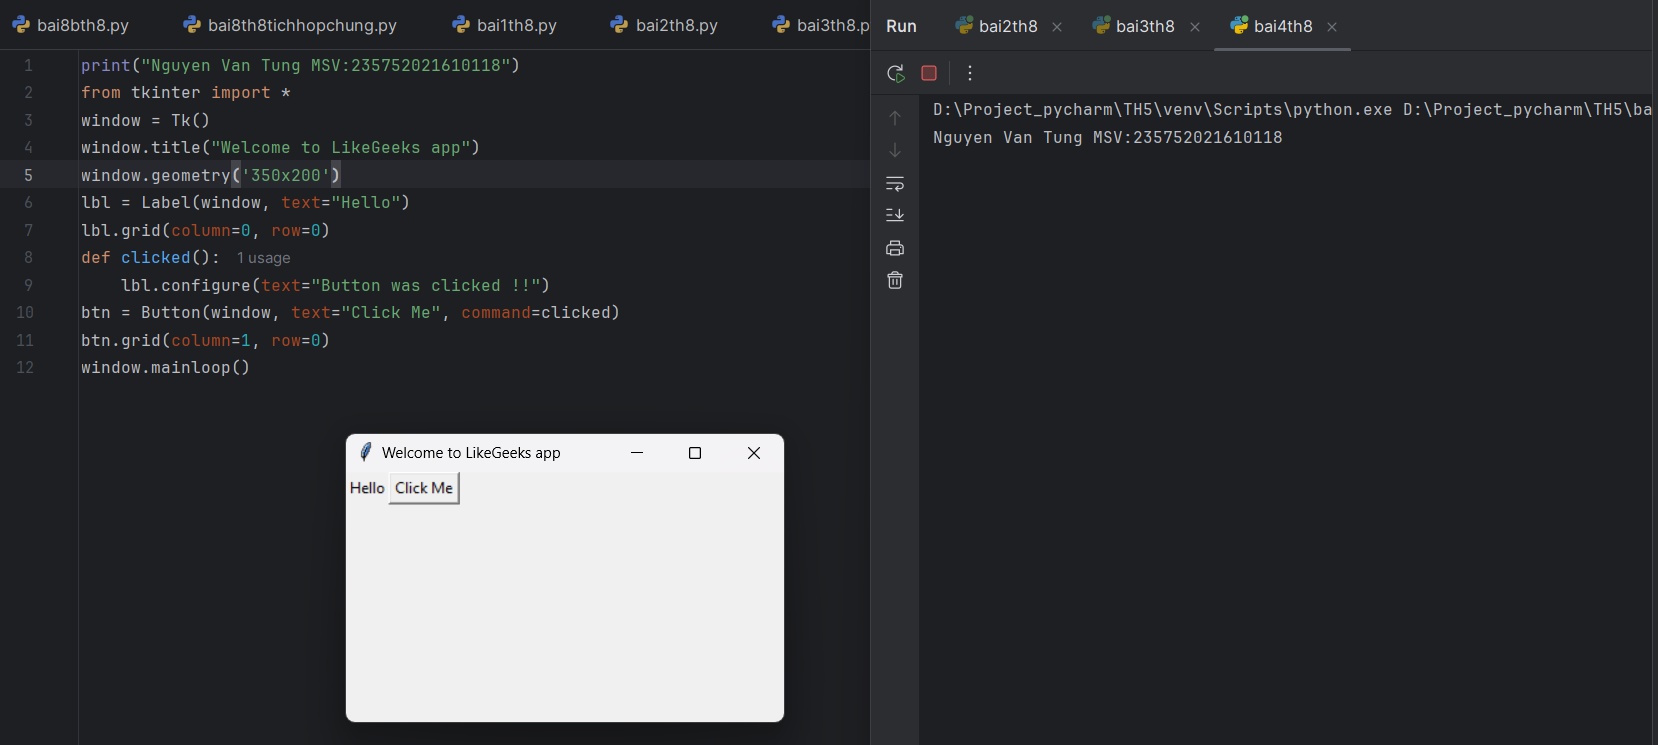 bai8bth8.py bai8th8tichhopchung.py bai1th8.py bai2th8.py bai3th8.p
Run bai2th8 bai3th8 bai4th8
1 print("Nguyen Van Tung MSV:235752021610118")
2 from tkinter import *
3 window = Tk()
4 window.title("Welcome to LikeGeeks app")
5 window.geometry('350x200')
6 lbl = Label(window, text="Hello")
7 lbl.grid(column=0, row=0)
8 def clicked(): 1 usage
9 lbl.configure(text="Button was clicked !!")
10 btn = Button(window, text="Click Me", command=clicked)
11 btn.grid(column=1, row=0)
12 window.mainloop()
D:\Project_pycharm\TH5\venv\Scripts\python.exe D:\Project_pycharm\TH5\ba
Nguyen Van Tung MSV:235752021610118
Welcome to LikeGeeks app
Hello Click Me